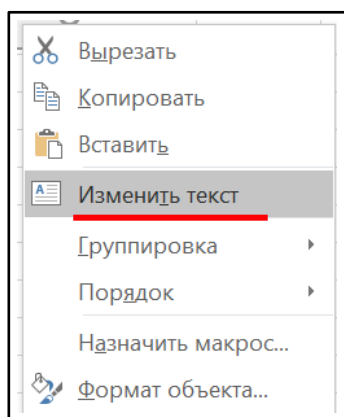 Вырезать
Копировать
Вставить
Изменить текст
Группировка
Порядок
Назначить макрос...
Формат объекта...